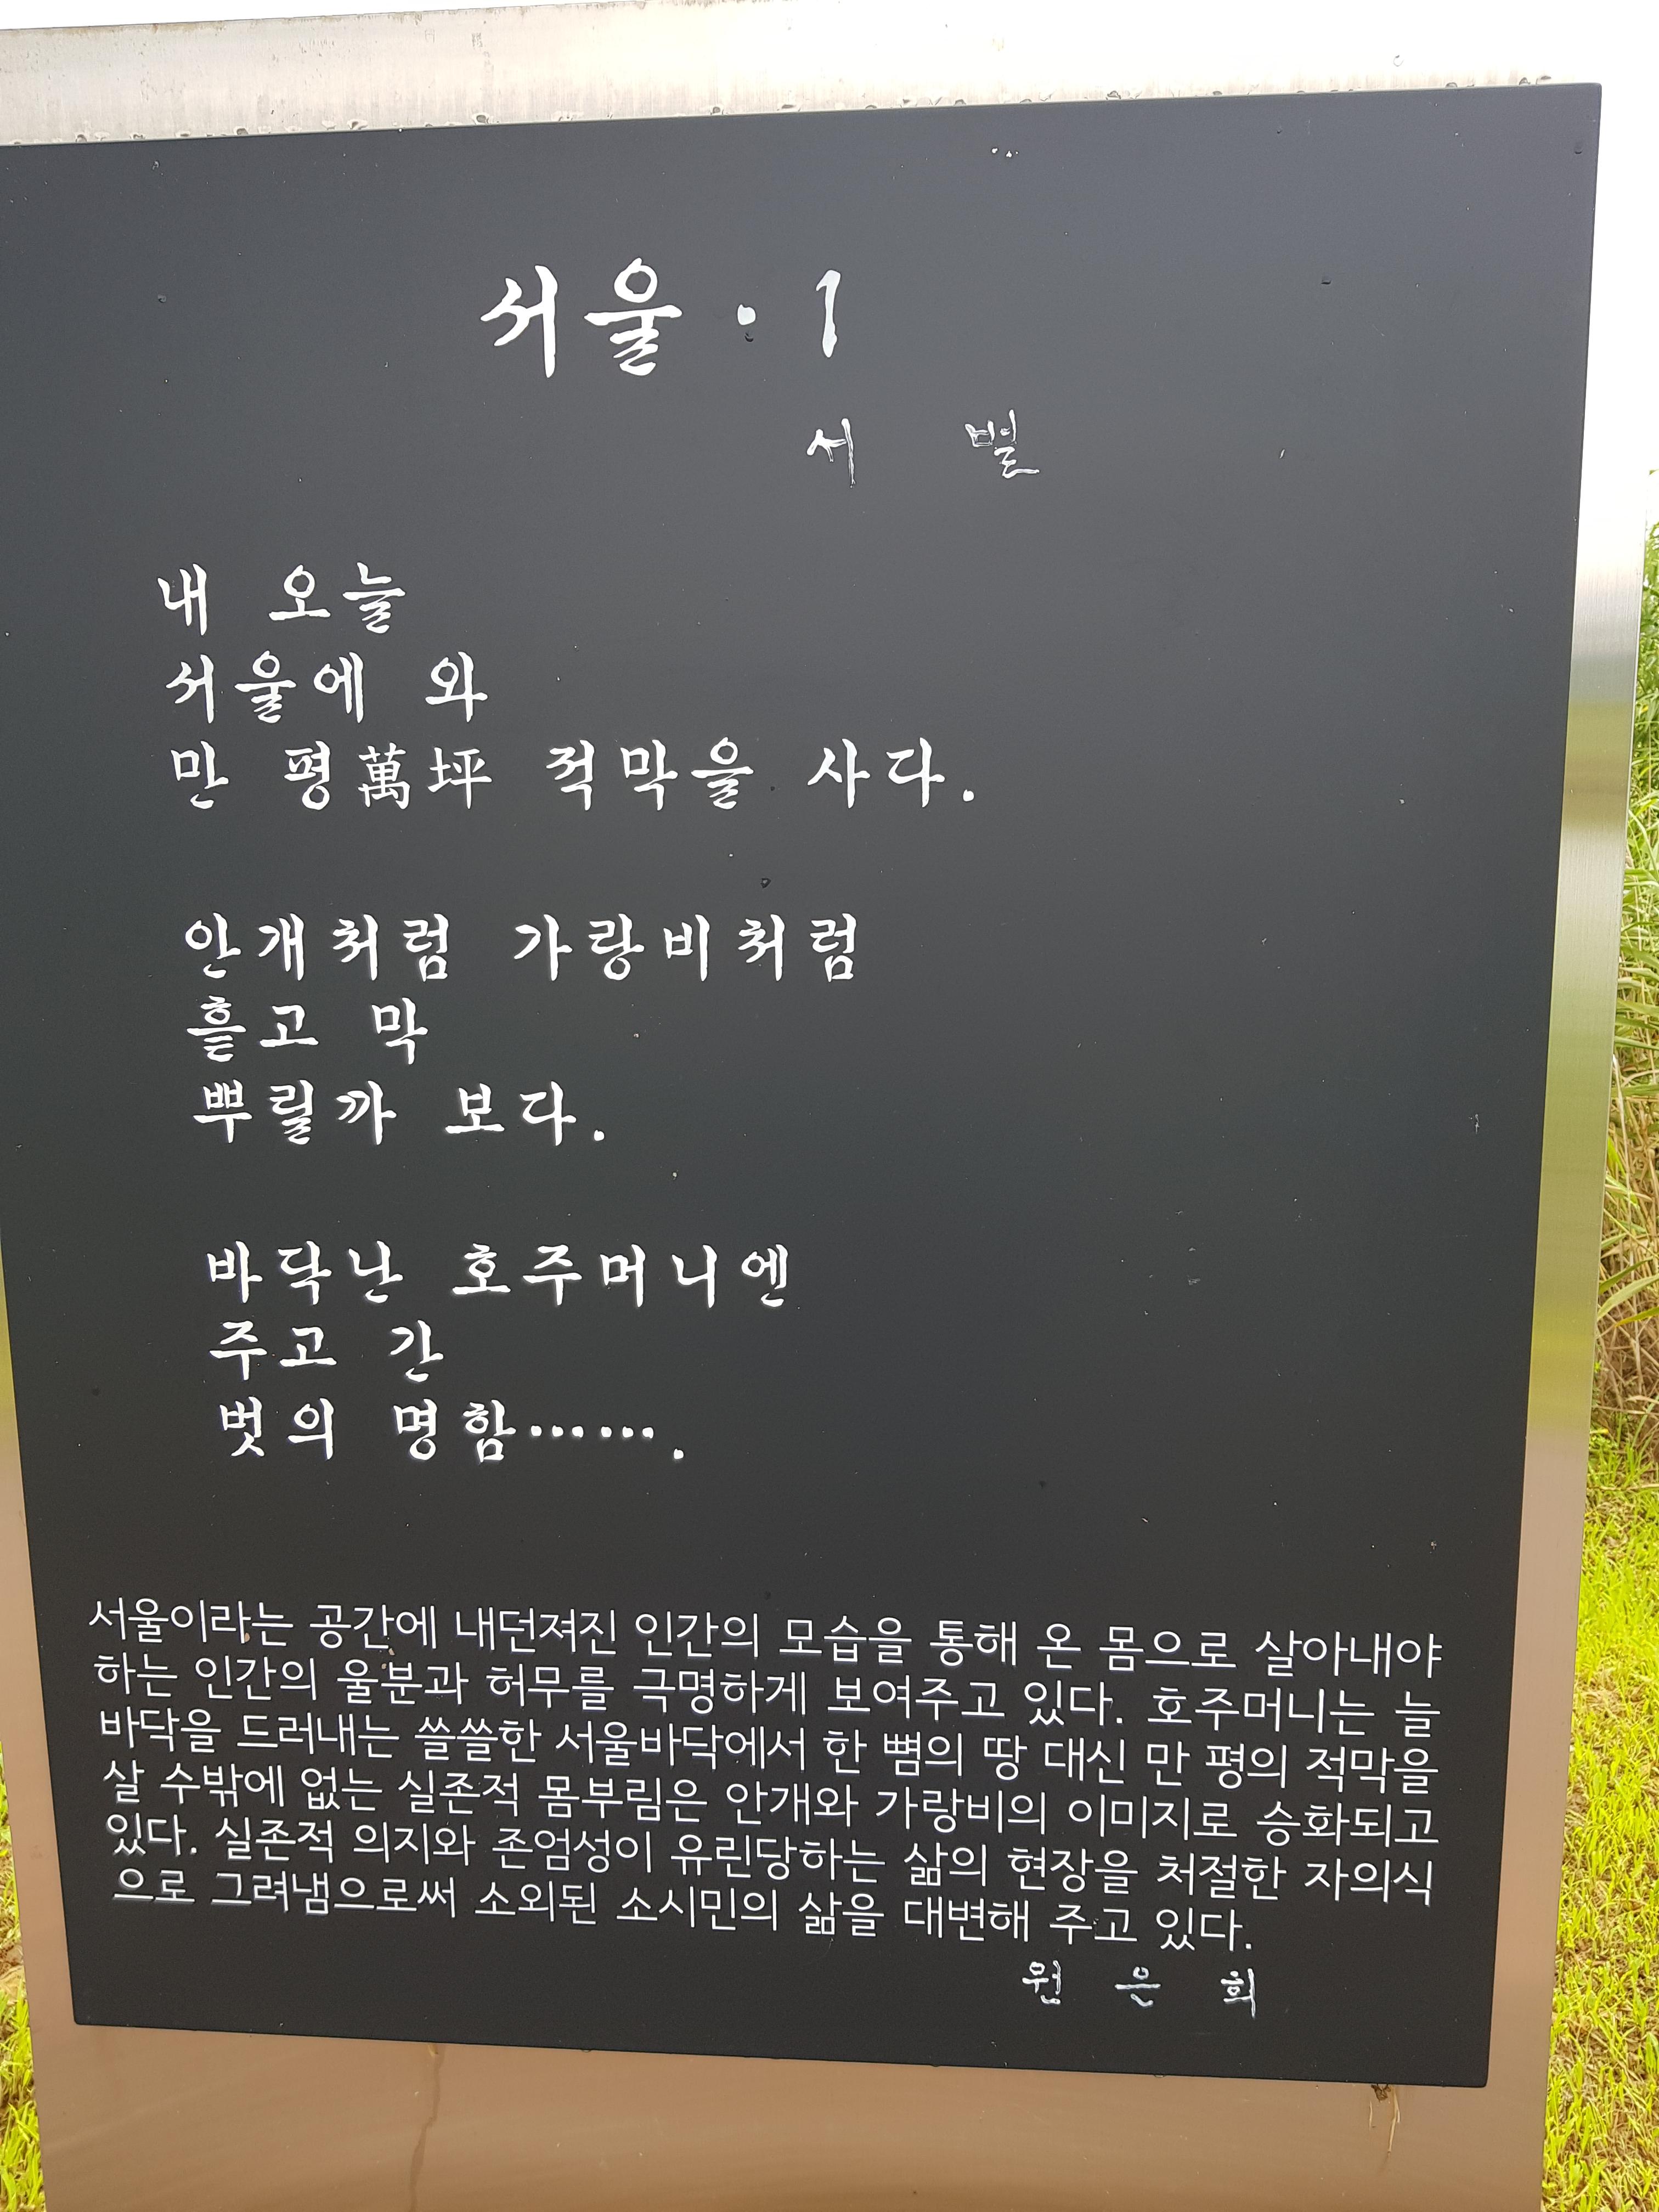 서울·1
서 벌
내 오늘
서울에 와
만 평萬坪 적막을 사다.
안개처럼 가랑비처럼
흩고 막
뿌릴까 보다.
바닥난 호주머니엔
주고 간
벗의 명함…….
서울이라는 공간에 내던져진 인간의 모습을 통해 온 몸으로 살아내야
하는 인간의 울분과 허무를 극명하게 보여주고 있다. 호주머니는 늘
바닥을 드러내는 쓸쓸한 서울바닥에서 한 뼘의 땅 대신 만 평의 적막을
살 수밖에 없는 실존적 몸부림은 안개와 가랑비의 이미지로 승화되고
있다. 실존적 의지와 존엄성이 유린당하는 삶의 현장을 처절한 자의식
으로 그려냄으로써 소외된 소시민의 삶을 대변해 주고 있다.
원 은 희